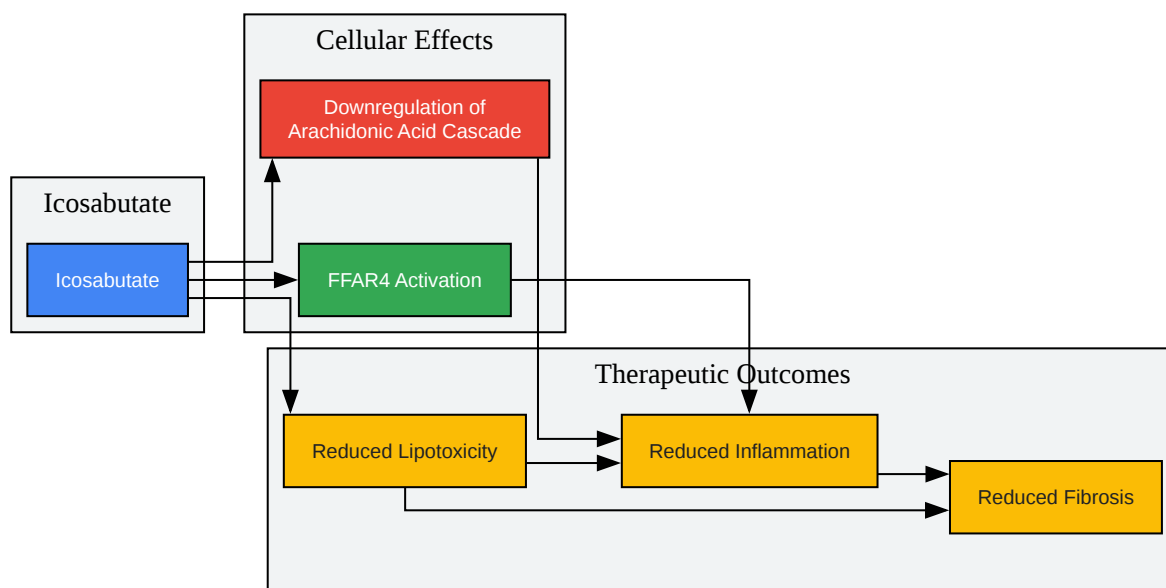 Cellular Effects
Downregulation of
Arachidonic Acid Cascade
Icosabutate
Icosabutate
FFAR4 Activation
Therapeutic Outcomes
Reduced Lipotoxicity
Reduced Inflammation
Reduced Fibrosis